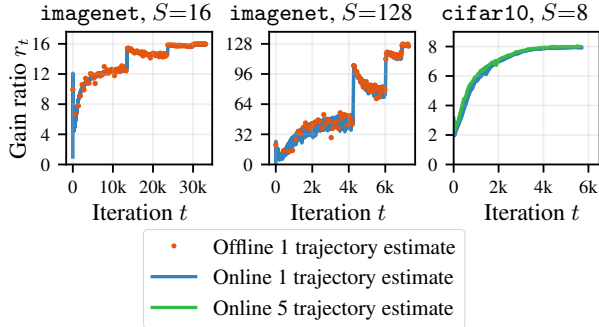 imagenet, S=16
imagenet, S=128
cifar10, S=8
Gain ratio r_t
16
12
8
4
0
0
10k
20k
30k
Iteration t
128
96
64
32
0
0
2k
4k
6k
Iteration t
8
6
4
2
0
0
2k
4k
6k
Iteration t
Offline 1 trajectory estimate
Online 1 trajectory estimate
Online 5 trajectory estimate